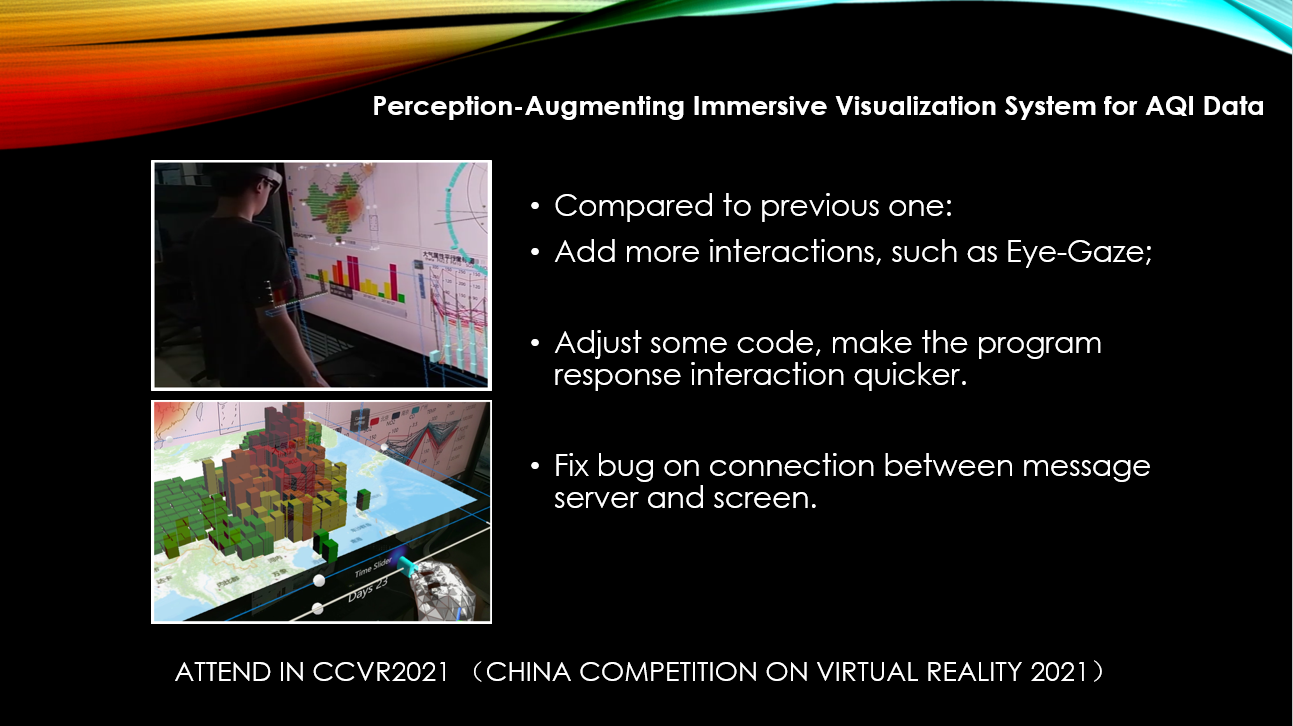 Perception-Augmenting Immersive Visualization System for AQI Data
• Compared to previous one:
• Add more interactions, such as Eye-Gaze;
• Adjust some code, make the program
response interaction quicker.
• Fix bug on connection between message
server and screen.
Time Slider
Days 23
ATTEND IN CCVR2021 （CHINA COMPETITION ON VIRTUAL REALITY 2021）